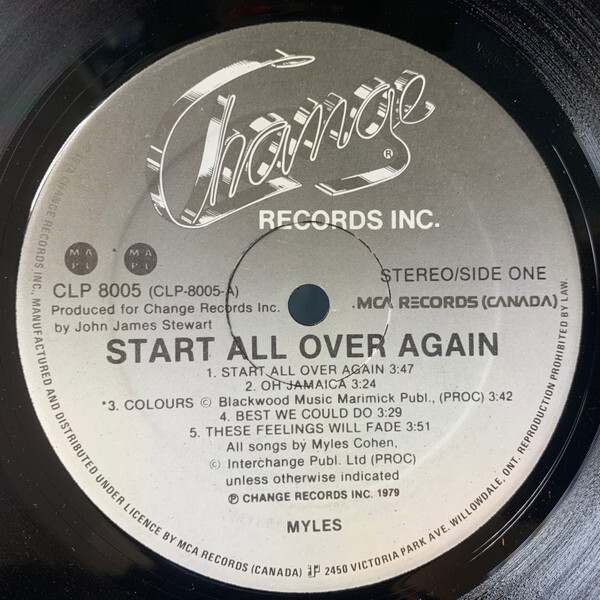 Change
®
RECORDS INC.
M A
P L
M A
P L
STEREO/SIDE ONE
CLP 8005 (CLP-8005-A)
MCA RECORDS (CANADA)
Produced for Change Records Inc.
by John James Stewart
START ALL OVER AGAIN
1. START ALL OVER AGAIN 3:47
2. OH JAMAICA 3:24
*3. COLOURS © Blackwood Music Marimick Publ., (PROC) 3:42
4. BEST WE COULD DO 3:29
5. THESE FEELINGS WILL FADE 3:51
All songs by Myles Cohen,
© Interchange Publ. Ltd (PROC)
unless otherwise indicated
℗ CHANGE RECORDS INC. 1979
MYLES
CHANGE RECORDS INC., MANUFACTURED AND DISTRIBUTED UNDER LICENCE BY MCA RECORDS (CANADA) 2450 VICTORIA PARK AVE. WILLOWDALE, ONT. REPRODUCTION PROHIBITED BY LAW.